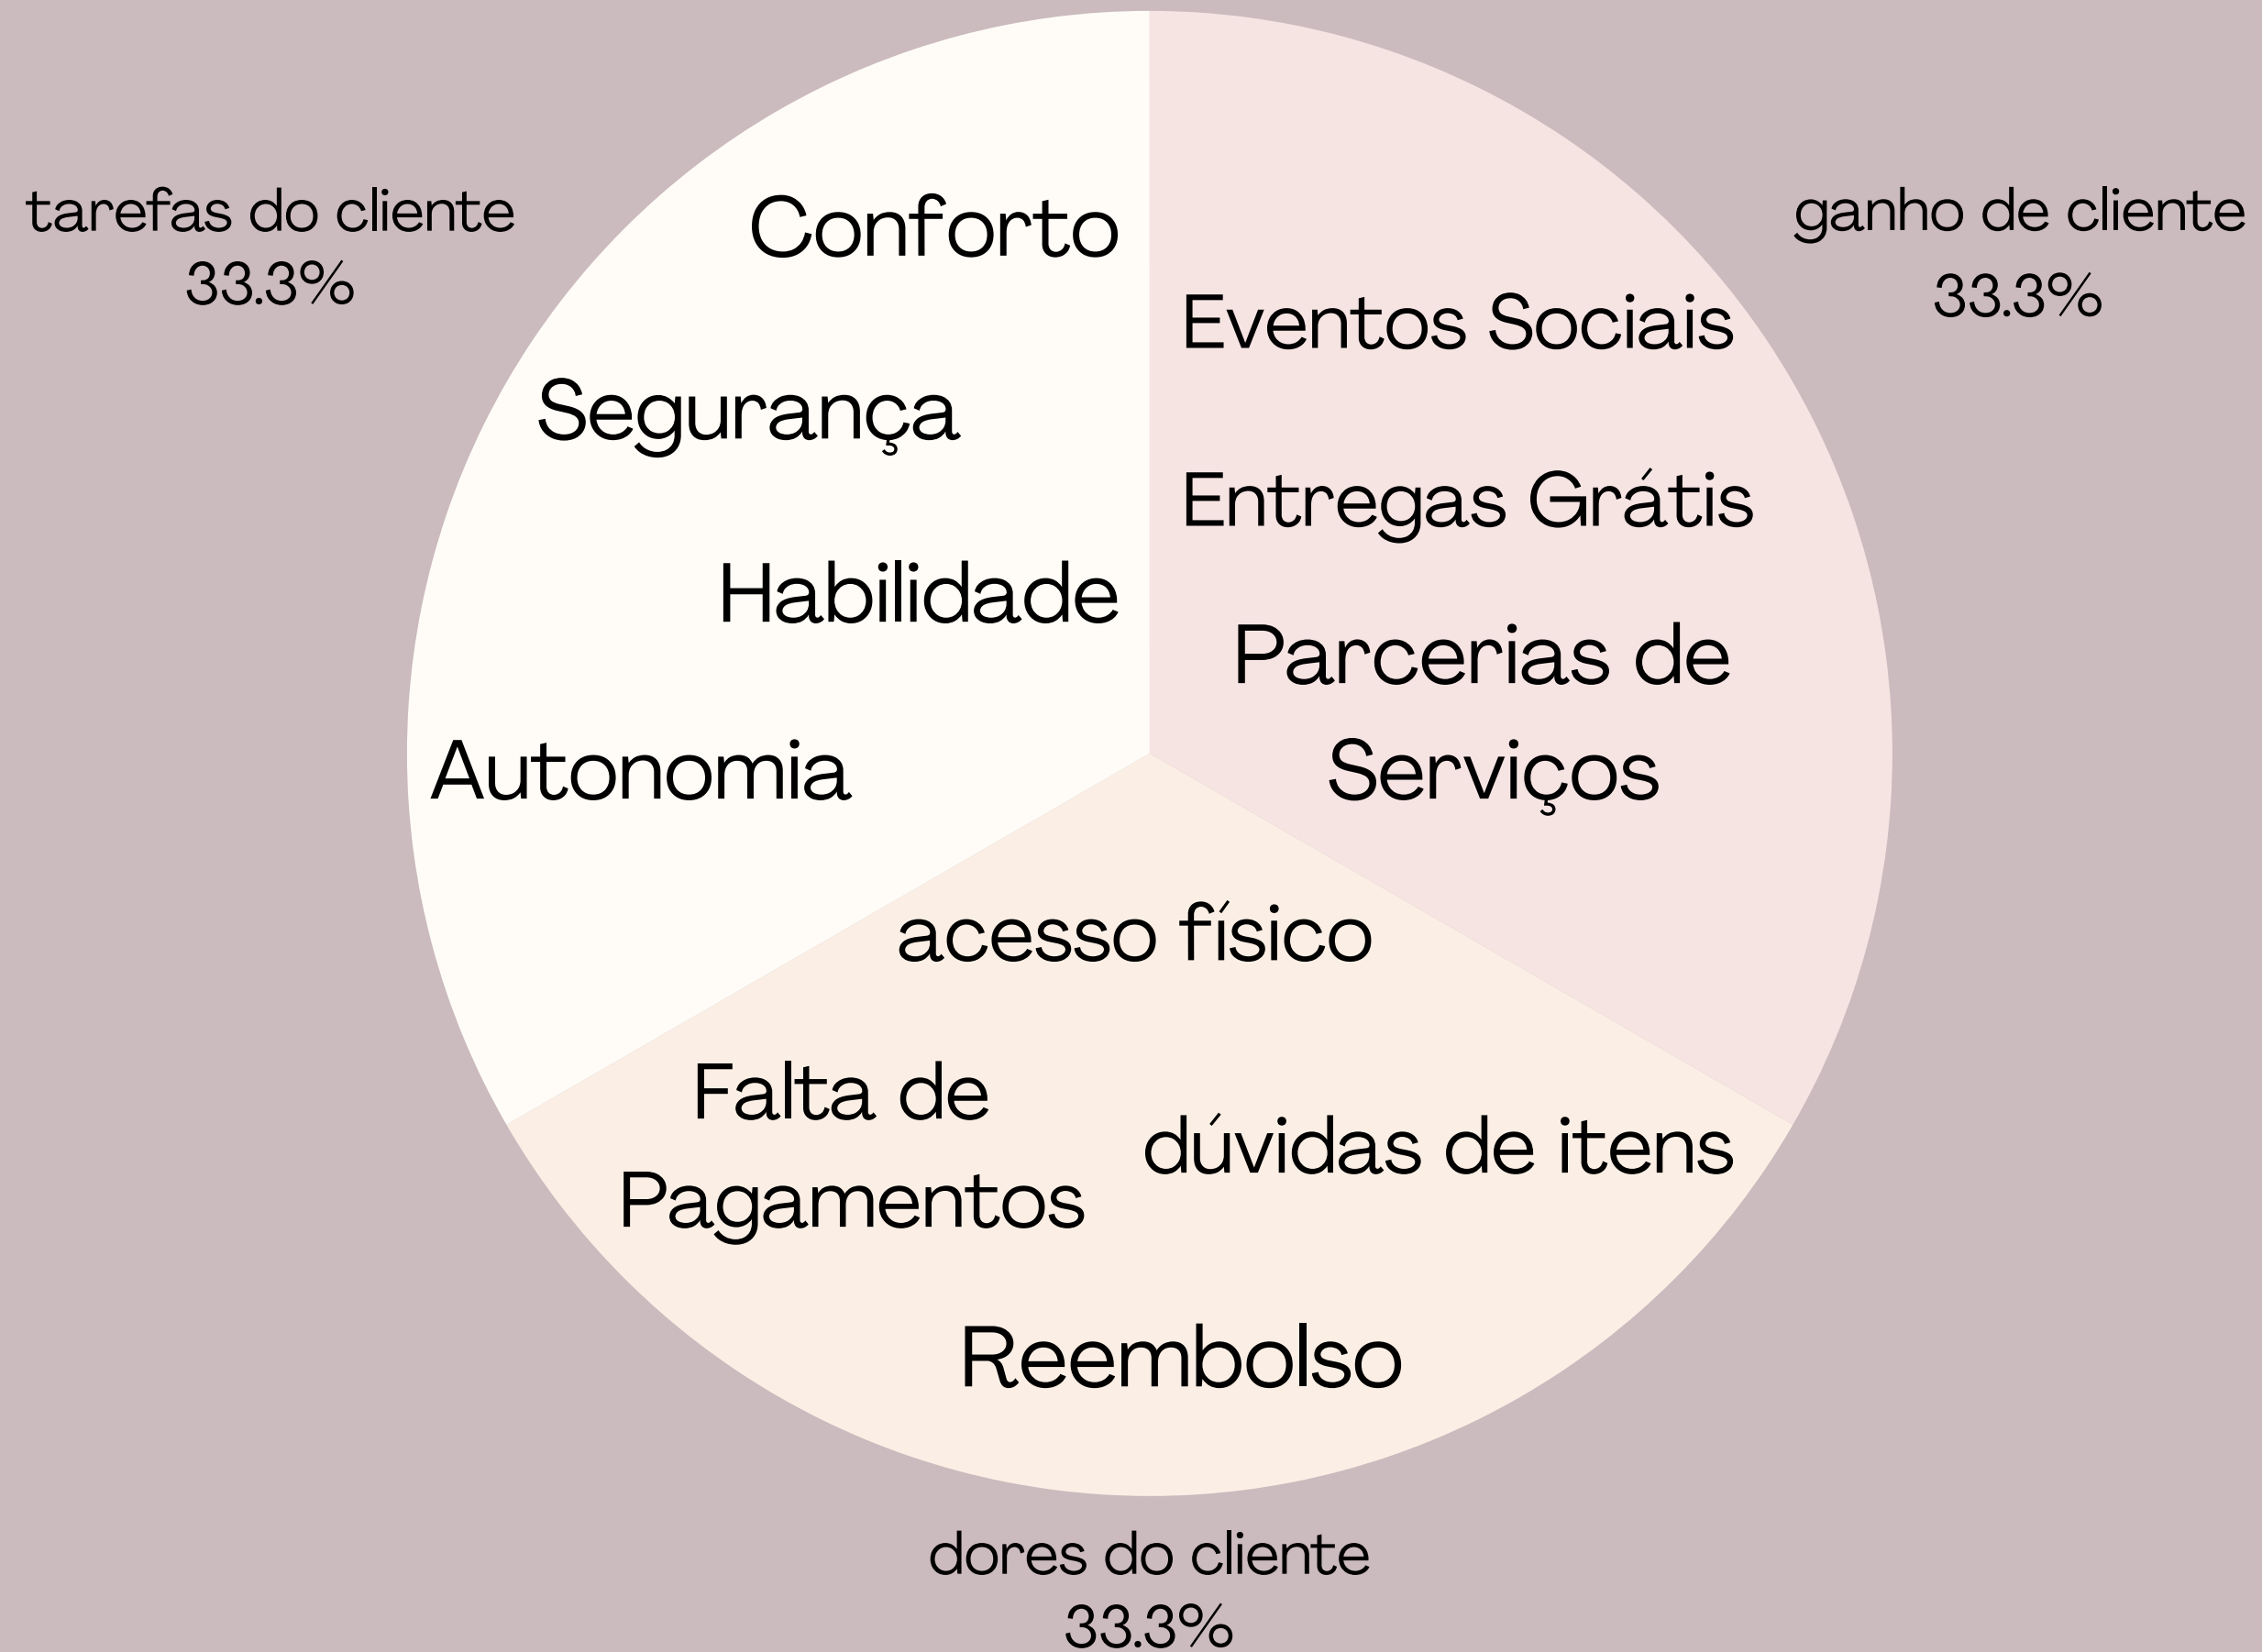 tarefas do cliente
33.3%
Conforto
Segurança
Habilidade
Autonomia
ganho de cliente
33.3%
Eventos Sociais
Entregas Grátis
Parcerias de
Serviços
acesso físico
Falta de
Pagamentos
dúvidas de itens
Reembolso
dores do cliente
33.3%